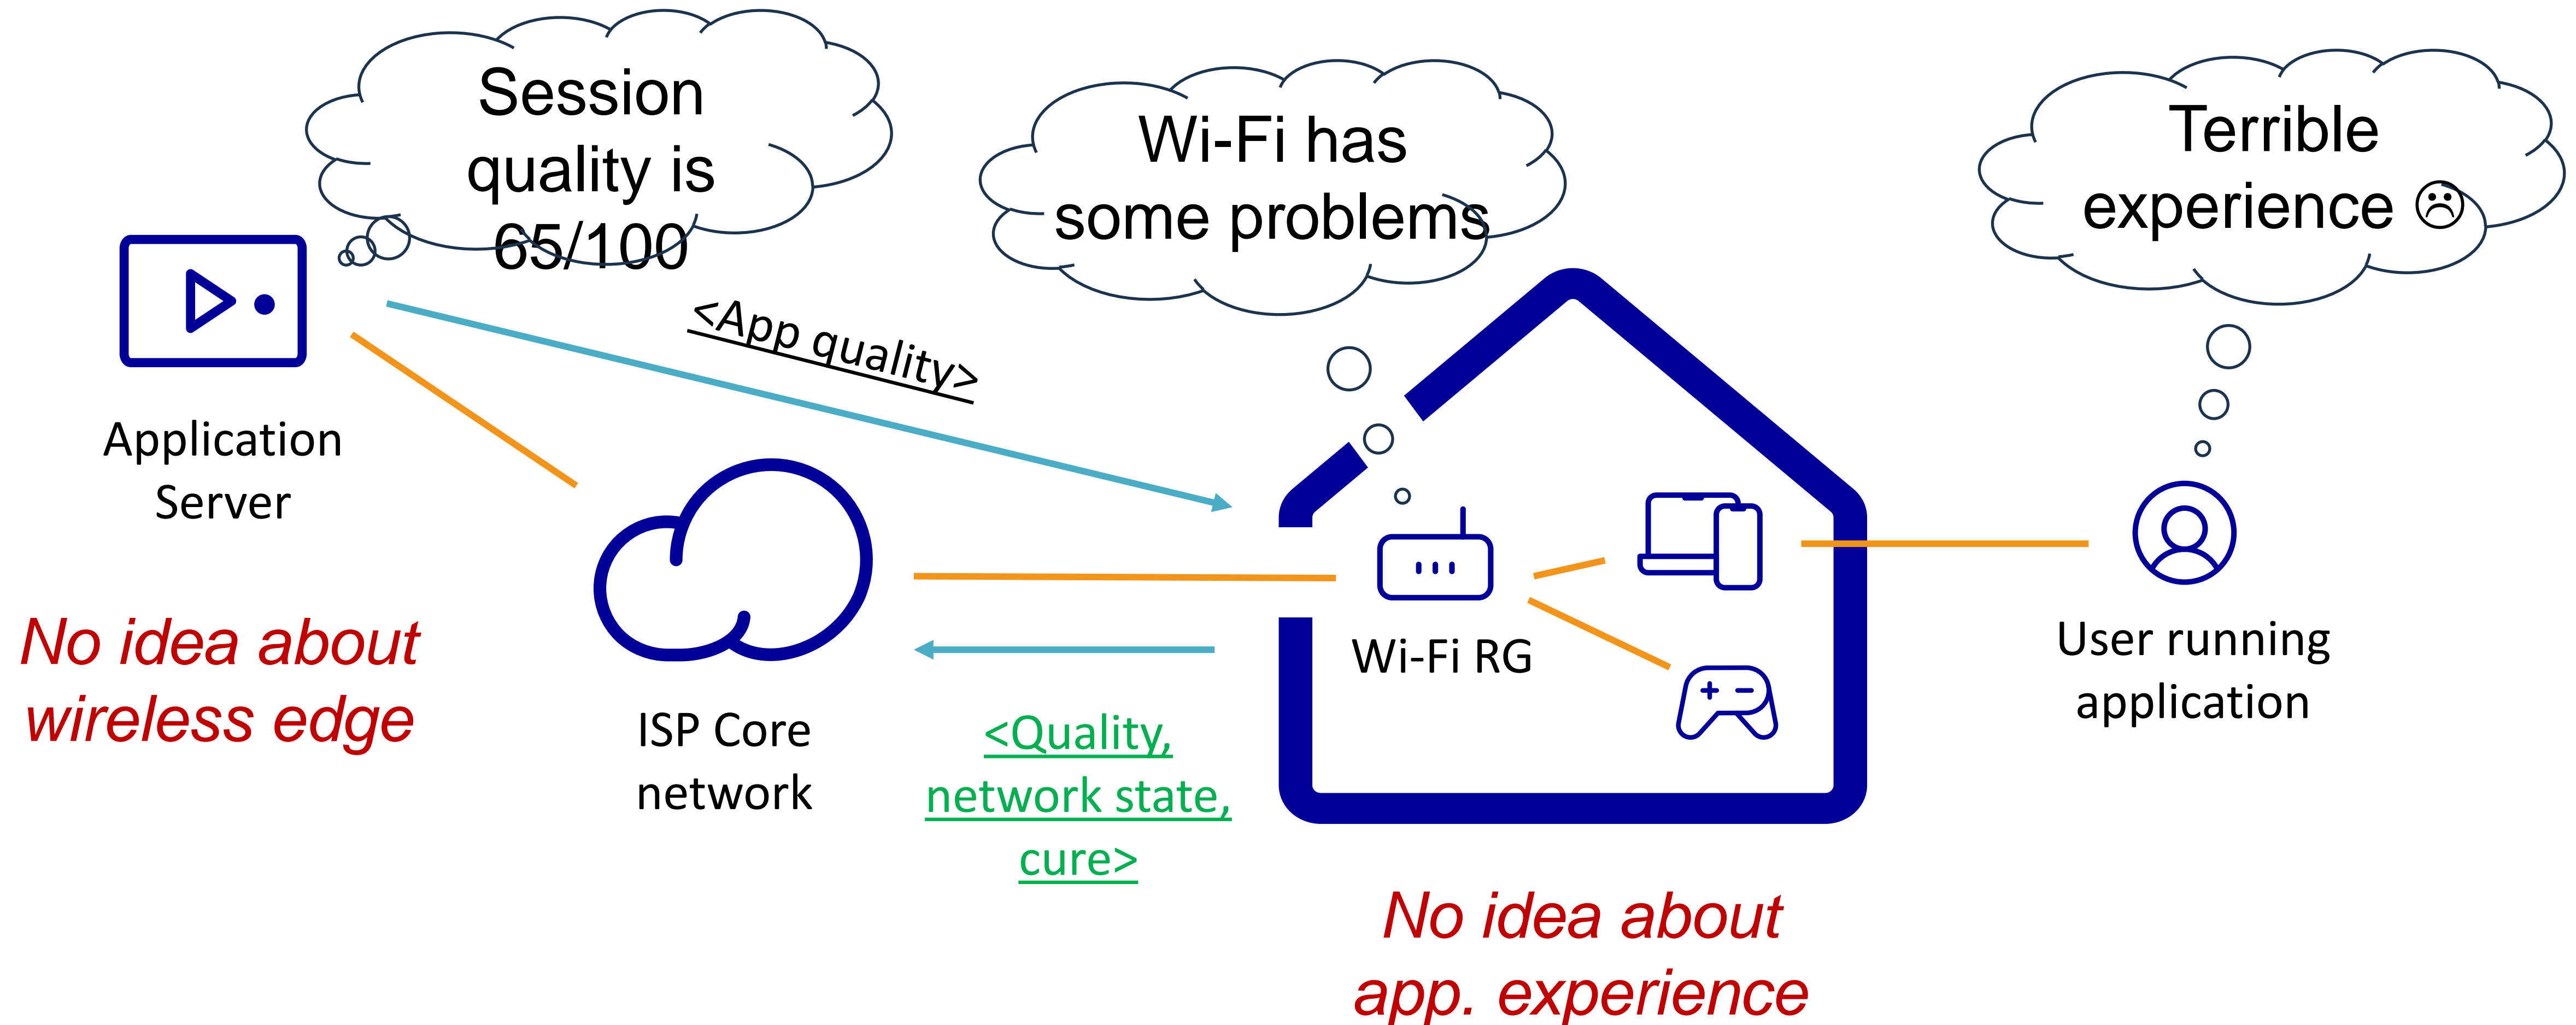 Session
quality is
65/100
Wi-Fi has
some problems
Terrible
experience ☹
<App quality>
Application
Server
No idea about
wireless edge
ISP Core
network
<Quality,
network state,
cure>
Wi-Fi RG
User running
application
No idea about
app. experience